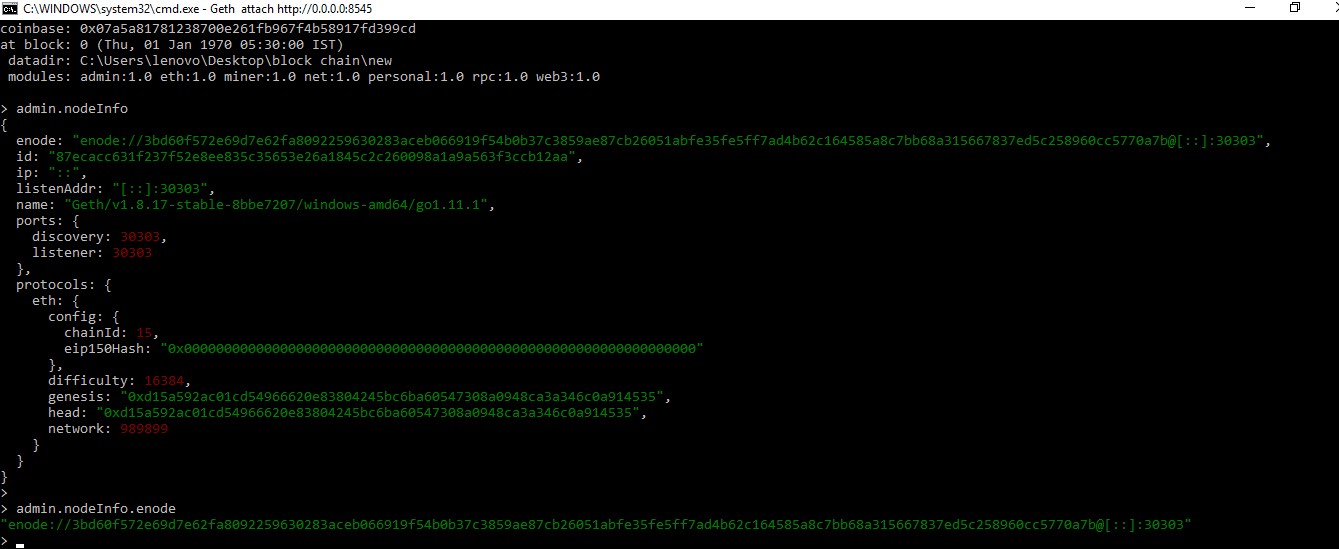 C:\WINDOWS\system32\cmd.exe - Geth attach http://0.0.0.0:8545
coinbase: 0x07a5a81781238700e261fb967f4b58917fd399cd
at block: 0 (Thu, 01 Jan 1970 05:30:00 IST)
 datadir: C:\Users\lenovo\Desktop\block chain\new
 modules: admin:1.0 eth:1.0 miner:1.0 net:1.0 personal:1.0 rpc:1.0 web3:1.0
> admin.nodeInfo
{
  enode: "enode://3bd60f572e69d7e62fa8092259630283aceb066919f54b0b37c3859ae87cb26051abfe35fe5ff7ad4b62c164585a8c7bb68a315667837ed5c258960cc5770a7b@[::]:30303",
  id: "87ecacc631f237f52e8ee835c35653e26a1845c2c260098a1a9a563f3ccb12aa",
  ip: "::",
  listenAddr: "[::]:30303",
  name: "Geth/v1.8.17-stable-8bbe7207/windows-amd64/go1.11.1",
  ports: {
    discovery: 30303,
    listener: 30303
  },
  protocols: {
    eth: {
      config: {
        chainId: 15,
        eip150Hash: "0x0000000000000000000000000000000000000000000000000000000000000000"
      },
      difficulty: 16384,
      genesis: "0xd15a592ac01cd54966620e83804245bc6ba60547308a0948ca3a346c0a914535",
      head: "0xd15a592ac01cd54966620e83804245bc6ba60547308a0948ca3a346c0a914535",
      network: 989899
    }
  }
}
>
> admin.nodeInfo.enode
"enode://3bd60f572e69d7e62fa8092259630283aceb066919f54b0b37c3859ae87cb26051abfe35fe5ff7ad4b62c164585a8c7bb68a315667837ed5c258960cc5770a7b@[::]:30303"
>